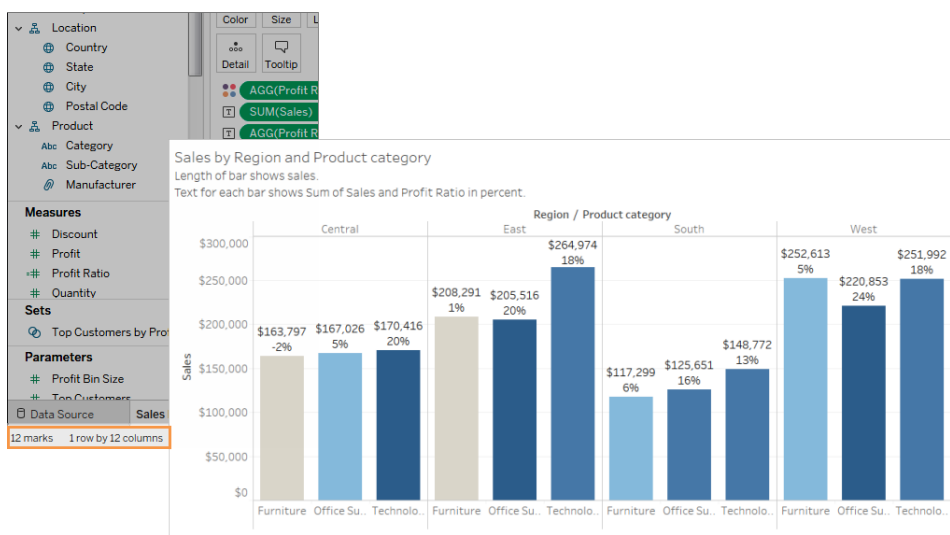 Location
Country
State
City
Postal Code
Product
Abc Category
Abc Sub-Category
Manufacturer
Measures
# Discount
# Profit
=# Profit Ratio
# Quantity
Sets
Top Customers by Prof
Parameters
# Profit Bin Size
# Top Customers
Data Source Sales
12 marks 1 row by 12 columns
Color Size L
Detail Tooltip
AGG(Profit R
T SUM(Sales)
T AGG(Profit R
Sales by Region and Product category
Length of bar shows sales.
Text for each bar shows Sum of Sales and Profit Ratio in percent.
Region / Product category
Central East South West
Sales
$300,000
$250,000
$200,000
$150,000
$100,000
$50,000
$0
$163,797
-2%
$167,026
5%
$170,416
20%
$208,291
1%
$205,516
20%
$264,974
18%
$117,299
6%
$125,651
16%
$148,772
13%
$252,613
5%
$220,853
24%
$251,992
18%
Furniture Office Su.. Technolo.. Furniture Office Su.. Technolo.. Furniture Office Su.. Technolo.. Furniture Office Su.. Technolo..